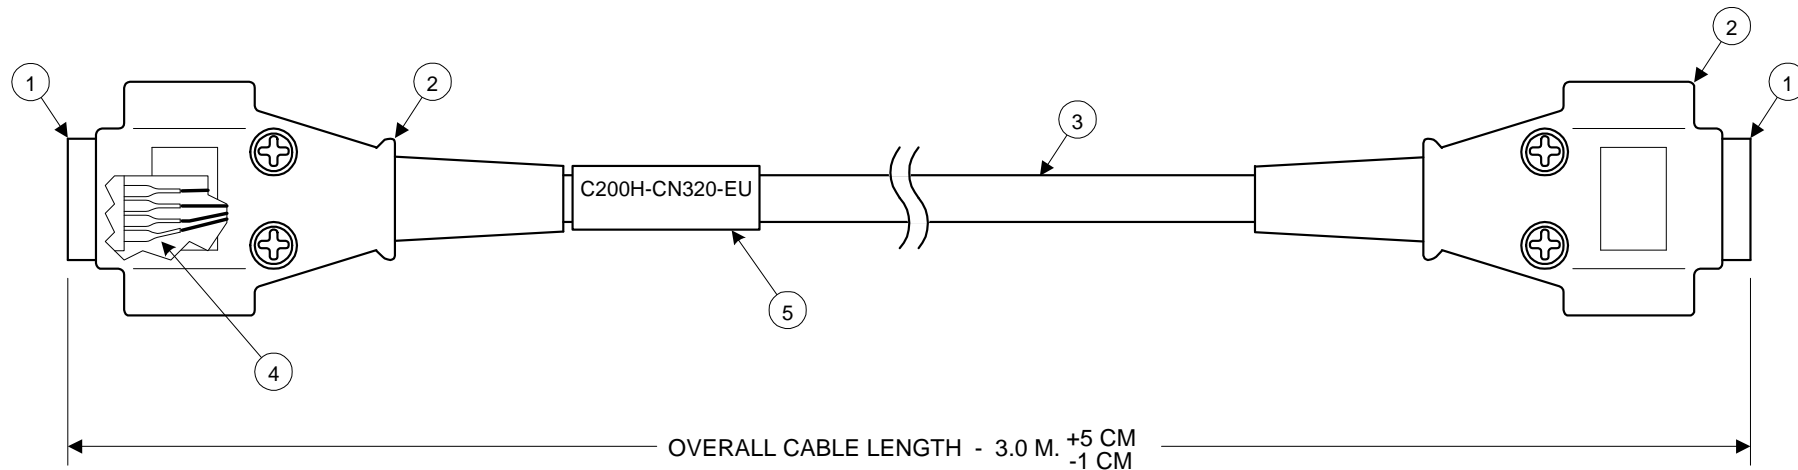 2
1
2
1
3
C200H-CN320-EU
5
4
OVERALL CABLE LENGTH - 3.0 M. +5 CM
-1 CM